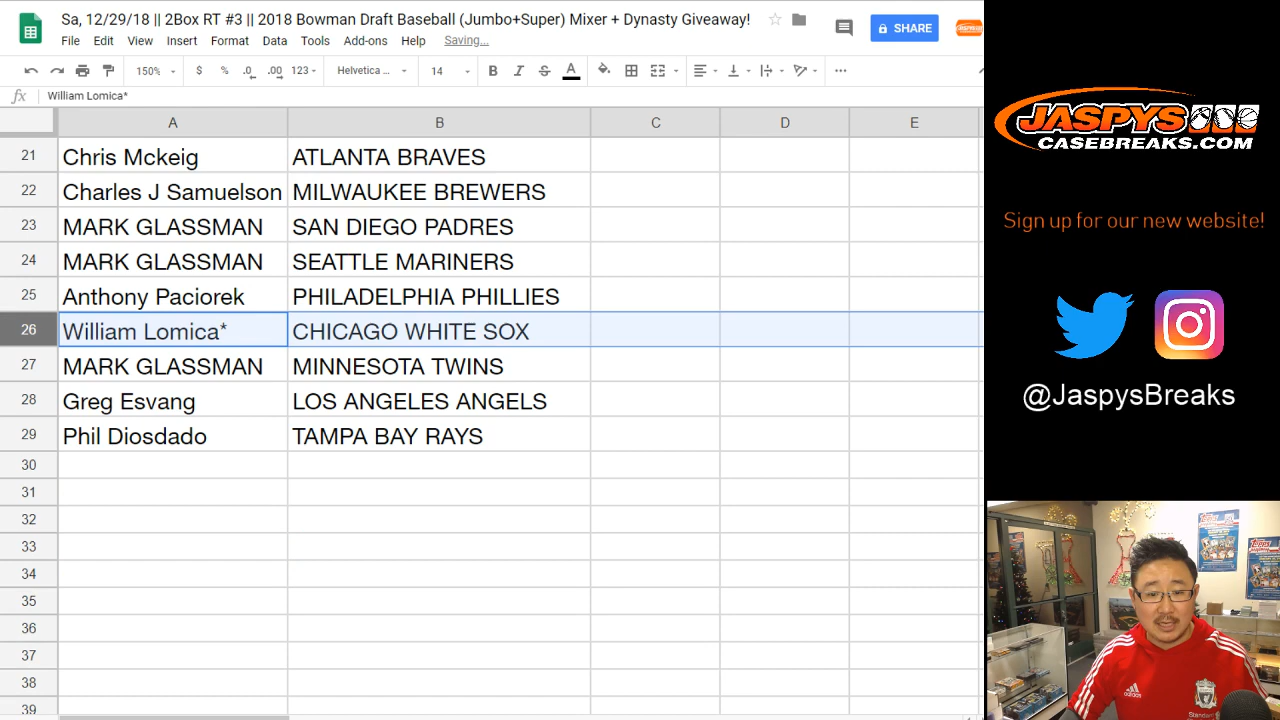 Sa, 12/29/18 || 2Box RT #3 || 2018 Bowman Draft Baseball (Jumbo+Super) Mixer + Dynasty Giveaway!
File Edit View Insert Format Data Tools Add-ons Help Saving...
SHARE
150% $ % .0 .00 123 Helvetica ... 14 B I S A
fx William Lomica*
A B C D E
21 Chris Mckeig ATLANTA BRAVES
22 Charles J Samuelson MILWAUKEE BREWERS
23 MARK GLASSMAN SAN DIEGO PADRES
24 MARK GLASSMAN SEATTLE MARINERS
25 Anthony Paciorek PHILADELPHIA PHILLIES
26 William Lomica* CHICAGO WHITE SOX
27 MARK GLASSMAN MINNESOTA TWINS
28 Greg Esvang LOS ANGELES ANGELS
29 Phil Diosdado TAMPA BAY RAYS
30
31
32
33
34
35
36
37
38
39
JASPYS
CASEBREAKS.COM
Sign up for our new website!
@JaspysBreaks
Topps
Topps
adidas
Standard